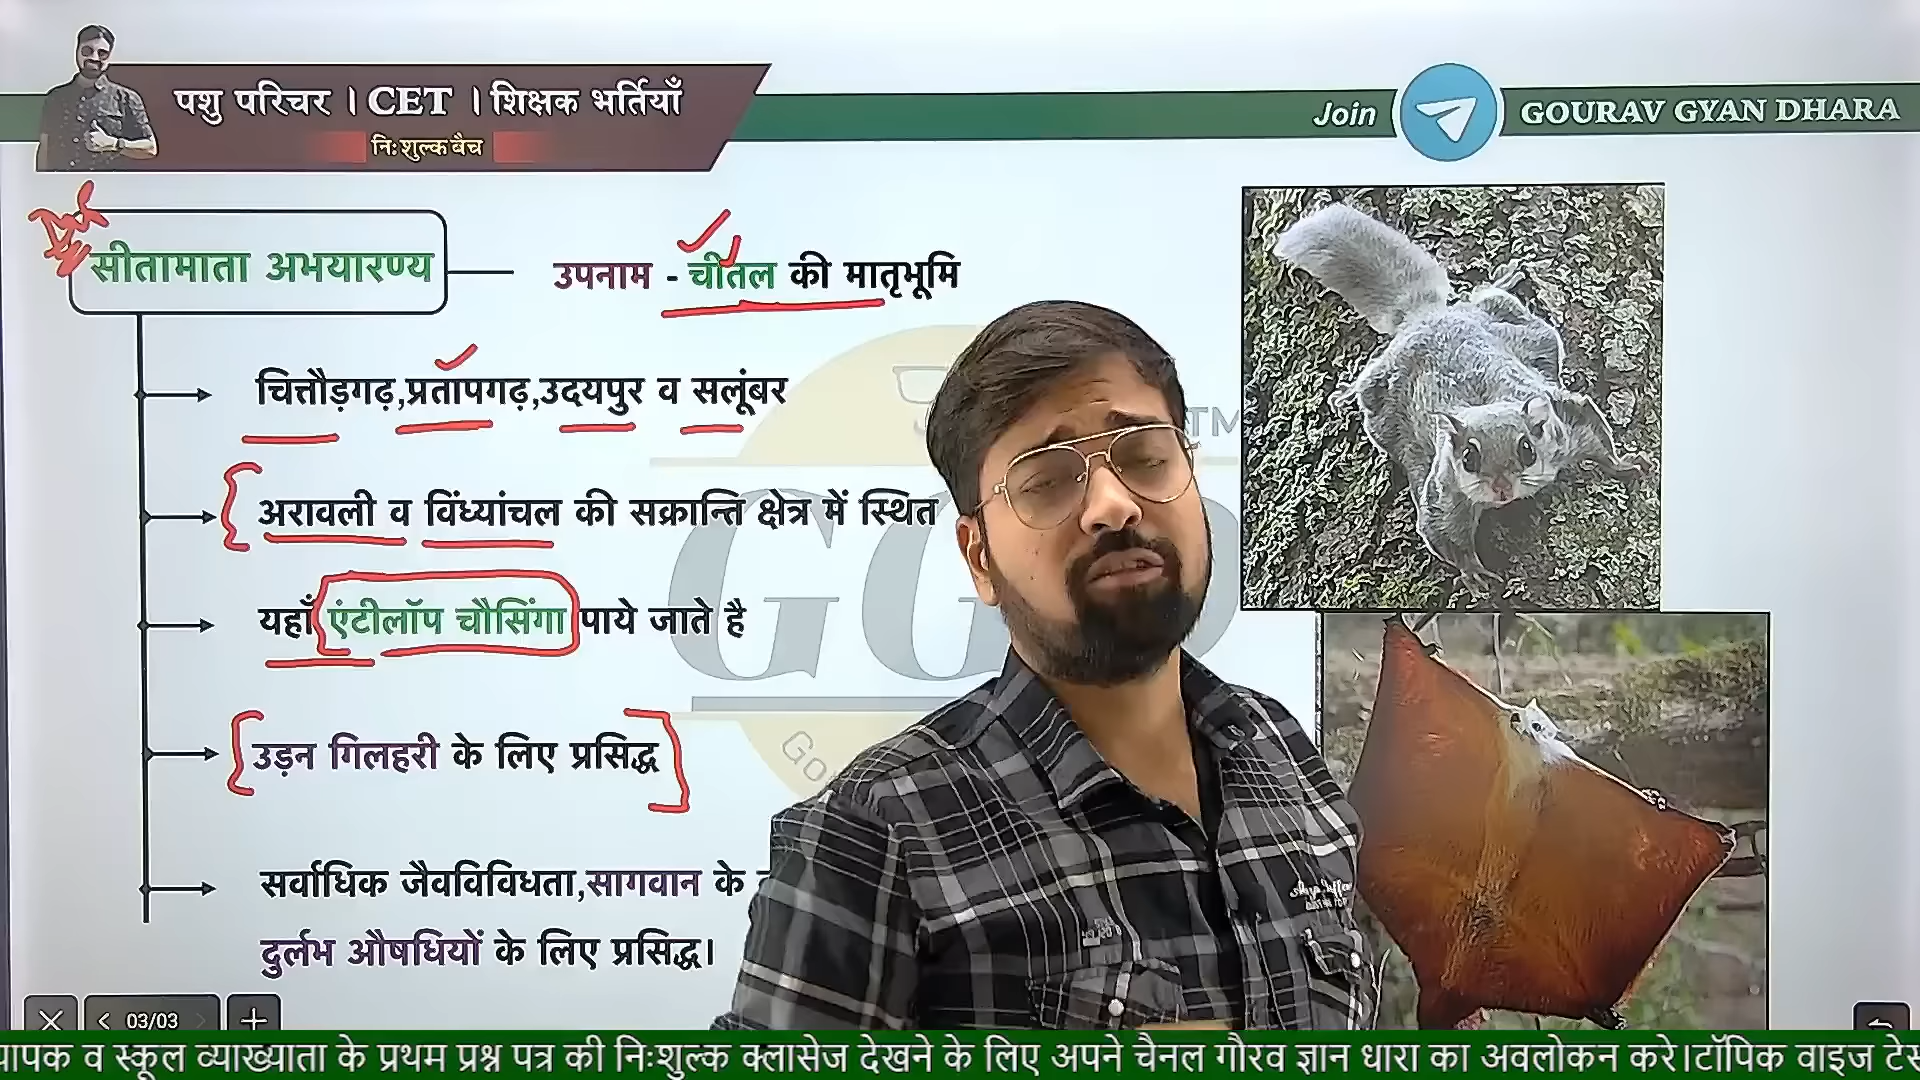 पशु परिचर । CET । शिक्षक भर्तियाँ
निः शुल्क बैच
Join GOURAV GYAN DHARA
सीतामाता अभयारण्य
उपनाम - चीतल की मातृभूमि
चित्तौड़गढ़,प्रतापगढ़,उदयपुर व सलूंबर
TM
अरावली व विंध्यांचल की सक्रान्ति क्षेत्र में स्थित
यहाँ एंटीलॉप चौसिंगा पाये जाते है
उड़न गिलहरी के लिए प्रसिद्ध
सर्वाधिक जैवविविधता,सागवान के
दुर्लभ औषधियों के लिए प्रसिद्ध।
03/03
व स्कूल व्याख्याता के प्रथम प्रश्न पत्र की निःशुल्क क्लासेज देखने के लिए अपने चैनल गौरव ज्ञान धारा का अवलोकन करे।टॉपिक वाइज